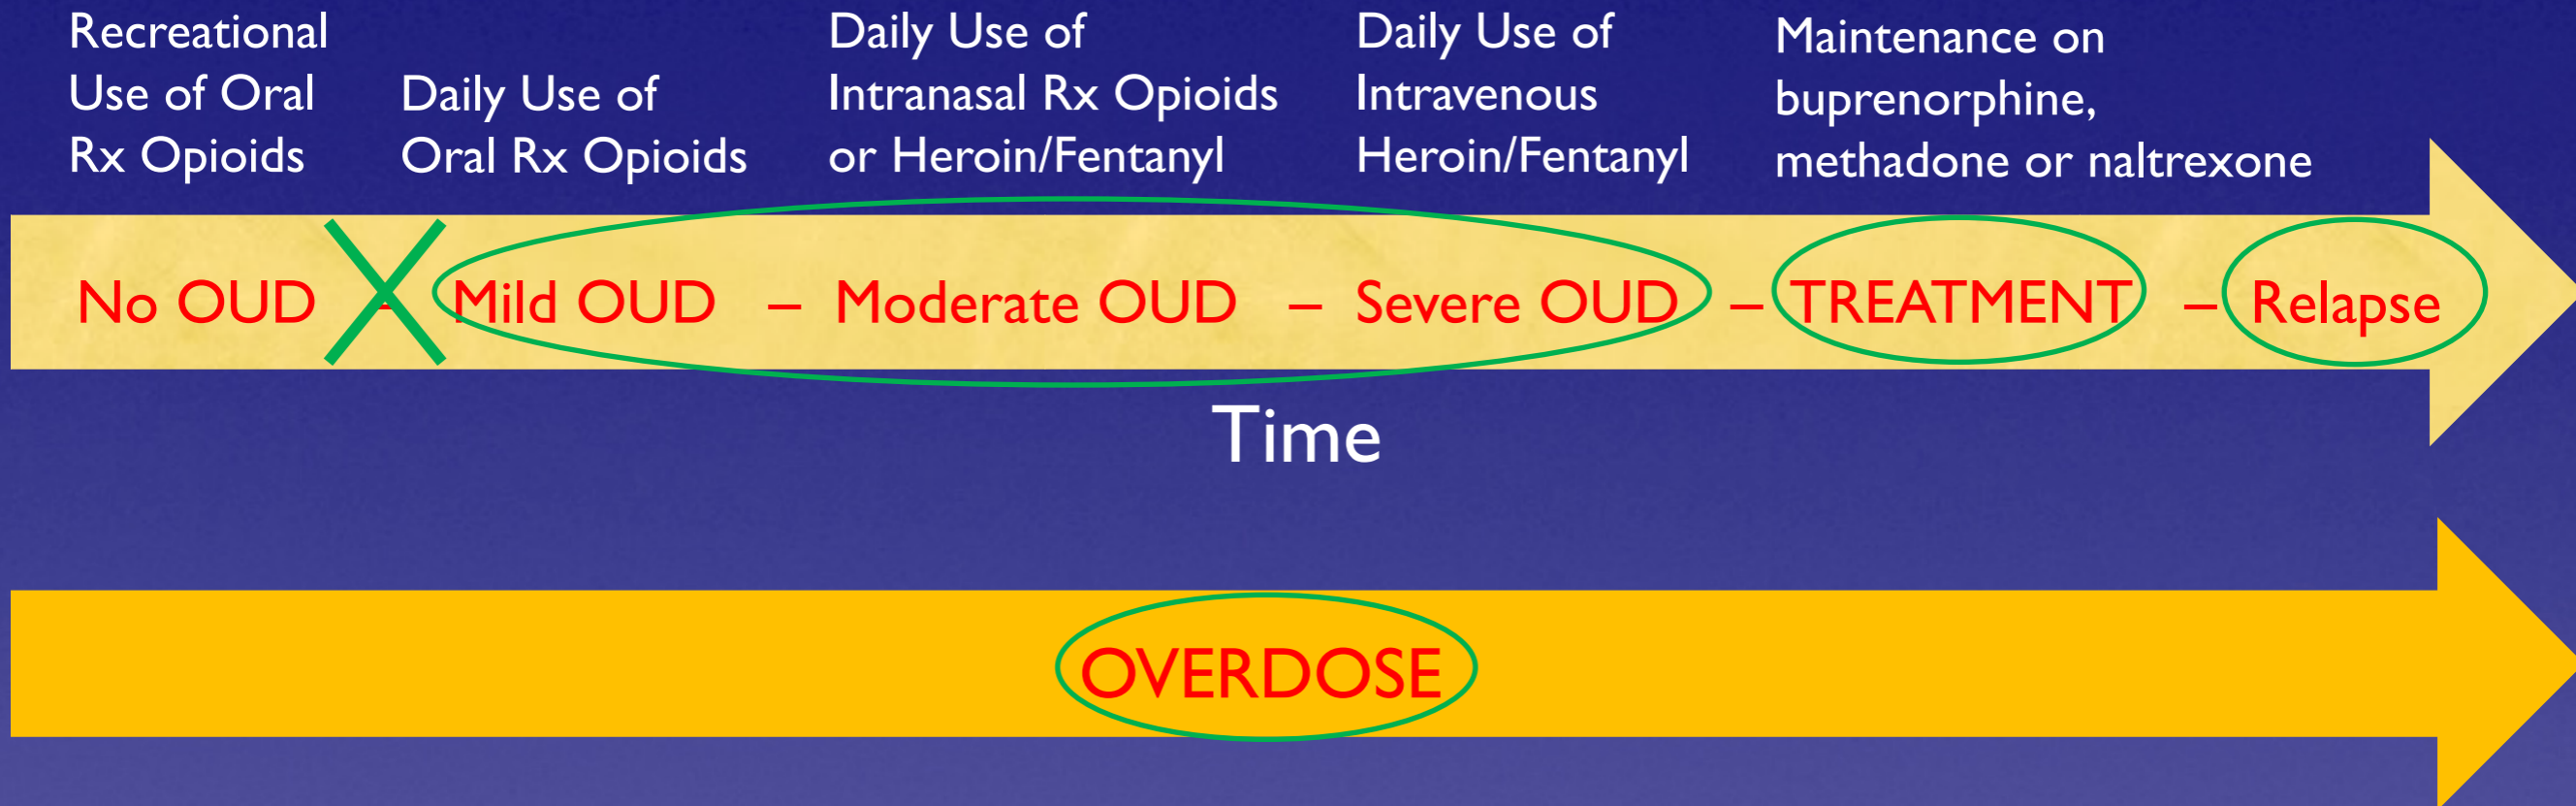 Recreational
Use of Oral
Rx Opioids
Daily Use of
Oral Rx Opioids
Daily Use of
Intranasal Rx Opioids
or Heroin/Fentanyl
Daily Use of
Intravenous
Heroin/Fentanyl
Maintenance on
buprenorphine,
methadone or naltrexone
No OUD - Mild OUD – Moderate OUD – Severe OUD – TREATMENT – Relapse
Time
OVERDOSE